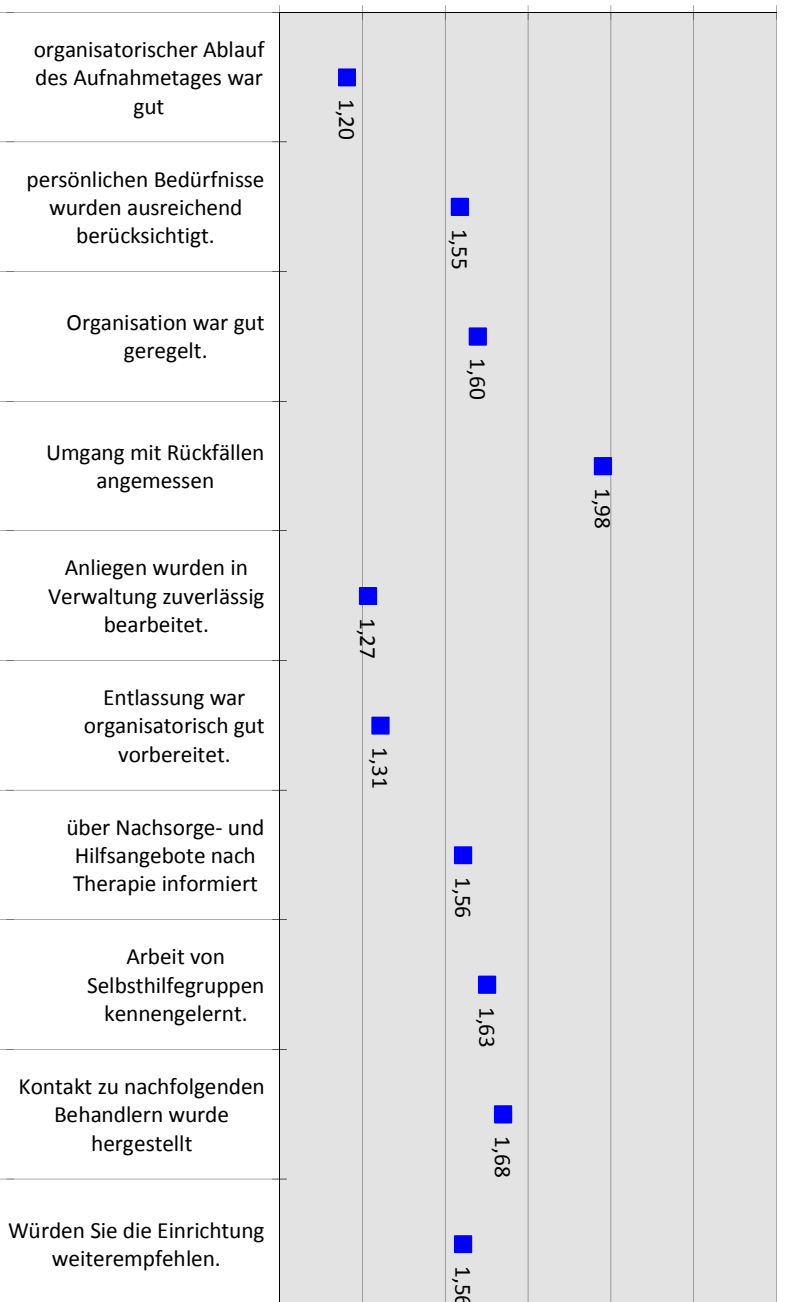 organisatorischer Ablauf
des Aufnahmetages war
gut
1,20
persönlichen Bedürfnisse
wurden ausreichend
berücksichtigt.
1,55
Organisation war gut
geregelt.
1,60
Umgang mit Rückfällen
angemessen
1,98
Anliegen wurden in
Verwaltung zuverlässig
bearbeitet.
1,27
Entlassung war
organisatorisch gut
vorbereitet.
1,31
über Nachsorge- und
Hilfsangebote nach
Therapie informiert
1,56
Arbeit von
Selbsthilfegruppen
kennengelernt.
1,63
Kontakt zu nachfolgenden
Behandlern wurde
hergestellt
1,68
Würden Sie die Einrichtung
weiterempfehlen.
1,56